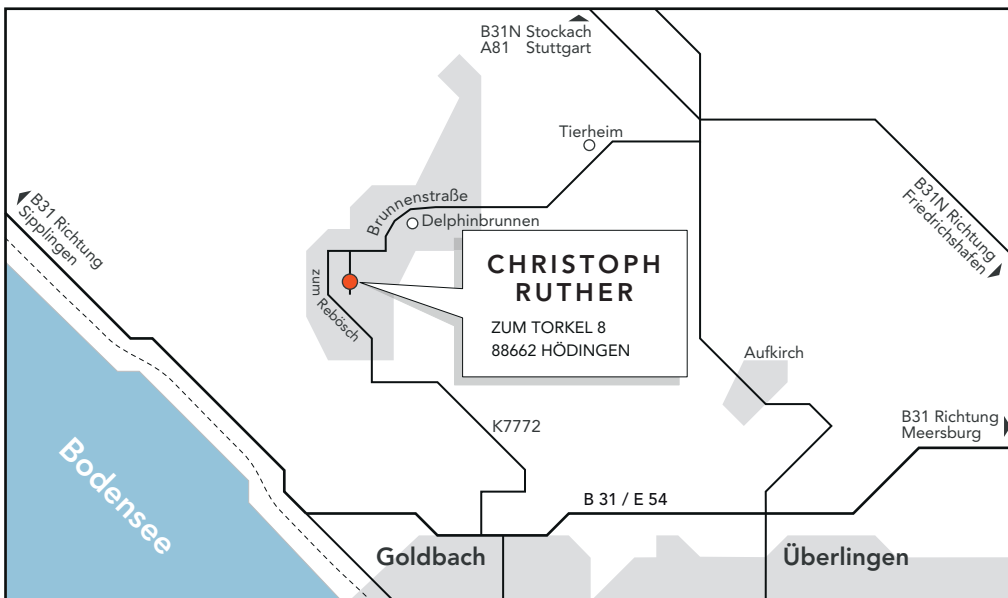 B31N Stockach
A81 Stuttgart
Tierheim
B31 Richtung
Sipplingen
Brunnenstraße
Delphinbrunnen
B31N Richtung
Friedrichshafen
CHRISTOPH
RUTHER
ZUM TORKEL 8
88662 HÖDINGEN
zum
Rebösch
Aufkirch
K7772
B31 Richtung
Meersburg
Bodensee
B 31 / E 54
Goldbach
Überlingen